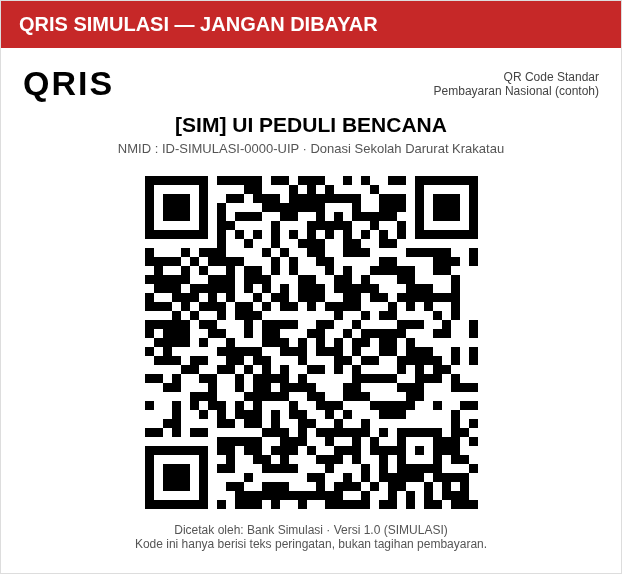 QRIS SIMULASI — JANGAN DIBAYAR
QRIS
QR Code Standar
Pembayaran Nasional (contoh)
[SIM] UI PEDULI BENCANA
NMID : ID-SIMULASI-0000-UIP · Donasi Sekolah Darurat Krakatau
Dicetak oleh: Bank Simulasi · Versi 1.0 (SIMULASI)
Kode ini hanya berisi teks peringatan, bukan tagihan pembayaran.